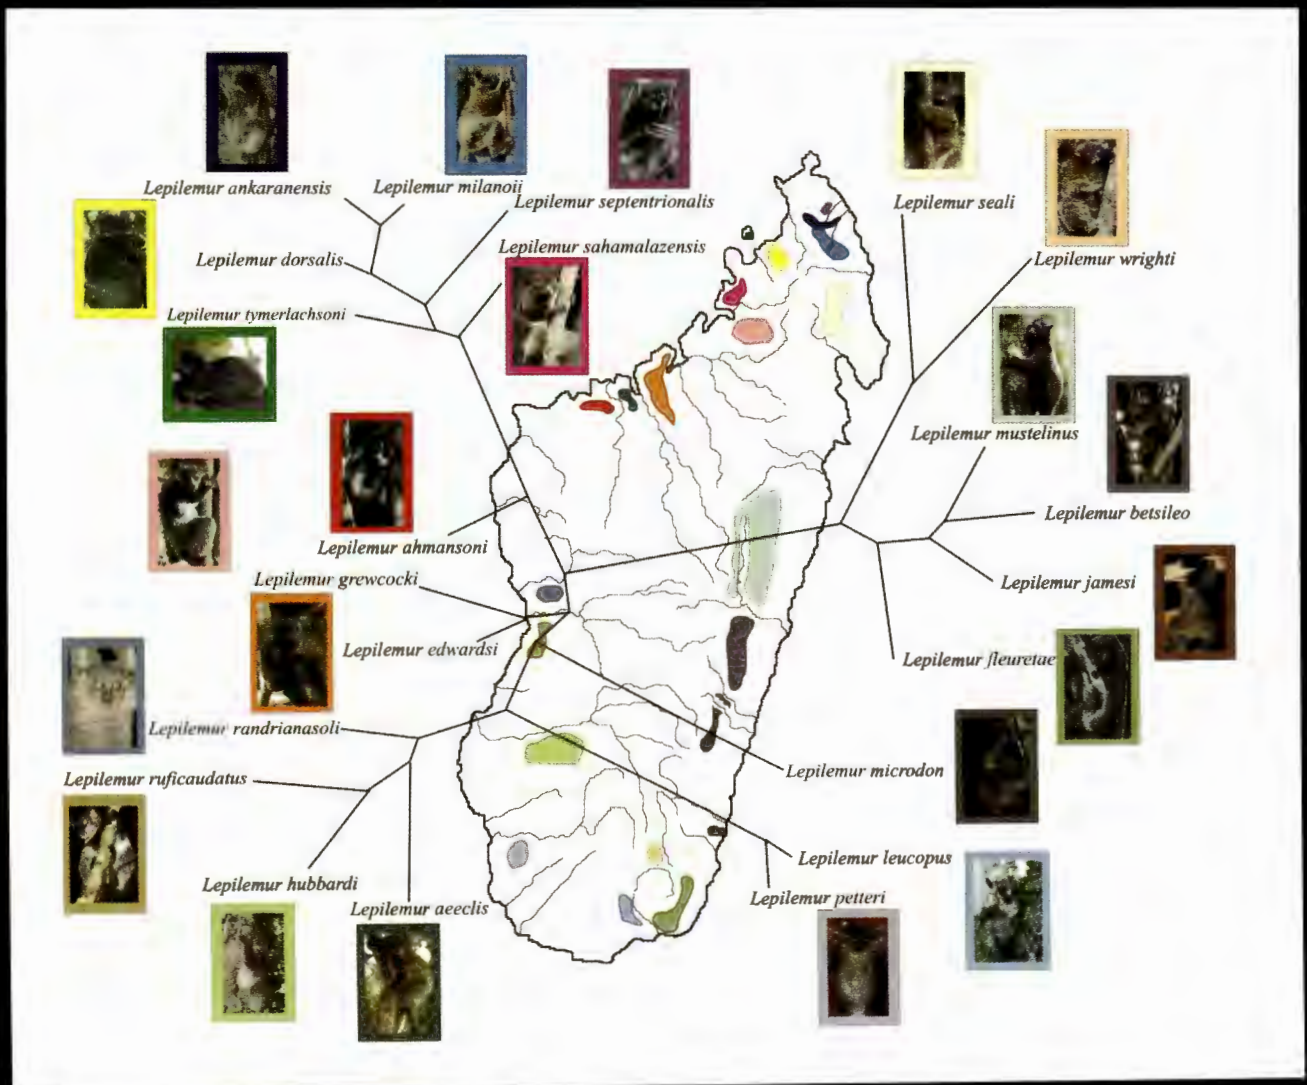 Lepilemur ankaranensis
Lepilemur milanoii
Lepilemur septentrionalis
Lepilemur seali
Lepilemur sahamalazensis
Lepilemur dorsalis
Lepilemur wrighti
Lepilemur tymerlachsoni
Lepilemur mustelinus
Lepilemur betsileo
Lepilemur ahmansoni
Lepilemur grewcocki
Lepilemur jamesi
Lepilemur edwardsi
Lepilemur fleuretae
Lepilemur randrianasoli
Lepilemur ruficaudatus
Lepilemur microdon
Lepilemur leucopus
Lepilemur hubbardi
Lepilemur petteri
Lepilemur aeeclis